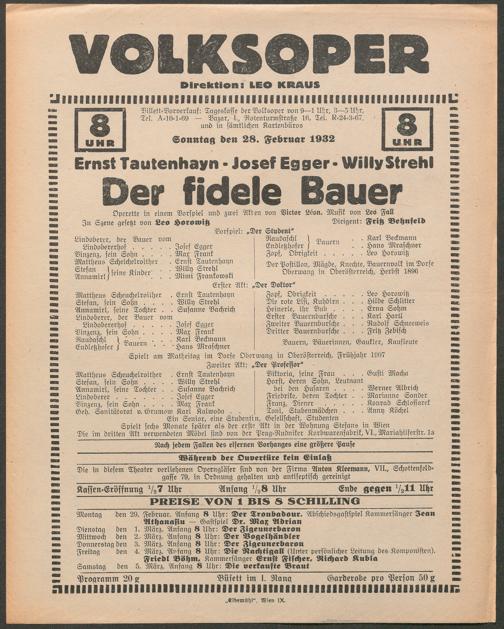 VOLKSOPER
Direktion: LEO KRAUS
8 UHR
Billett-Vorverkauf: Tageskasse der Volksoper von 9—1 Uhr, 3—5 Uhr,
Tel. A-16-1-69 — Bazar, I., Rotenturmstraße 16, Tel. R-24-3-67,
und in sämtlichen Kartenbüros
8 UHR
Sonntag den 28. Februar 1932
Ernst Tautenhayn - Josef Egger - Willy Strehl
Der fidele Bauer
Operette in einem Vorspiel und zwei Akten von Victor Léon. Musik von Leo Fall
In Szene gesetzt von Leo Horowitz Dirigent: Fritz Behnfeld
Vorspiel: „Der Student"
Lindoberer, der Bauer vom
Lindobererhof . . . Josef Egger
Vinzenz, sein Sohn . . . Max Frank
Matthaeus Scheichelroither . . Ernst Tautenhayn
Stefan } seine Kinder . . . Willy Strehl
Annamirl } Mimi Frankowski
Raudaschl } Bauern . . Karl Beckmann
Endletzhofer } Hans Mraschner
Zopf, Obrigkeit . . . Leo Horowitz
Der Postillon, Mägde, Knechte, Bauernvolk im Dorfe
Oberwang in Oberösterreich, Herbst 1896
Erster Akt: „Der Doktor"
Matthaeus Scheichelroither . Ernst Tautenhayn
Stefan, sein Sohn . . . Willy Strehl
Annamirl, seine Tochter . . Susanne Bachrich
Lindoberer, der Bauer vom
Lindobererhof . . . Josef Egger
Vinzenz, sein Sohn . . . Max Frank
Raudaschl } Bauern . . Karl Beckmann
Endletzhofer } Hans Mraschner
Zopf, Obrigkeit . . . Leo Horowitz
Die rote Lisi, Kuhdirn . . Hilde Schlitter
Heinerle, ihr Bub . . . Erna Sohm
Erster Bauernbursche . . Karl Hartl
Zweiter Bauernbursche . . Rudolf Schneeweis
Dritter Bauernbursche . . Fritz Jedisch
Bauern, Bäuerinnen, Gaukler, Kaufleute
Spielt am Matheitag im Dorfe Oberwang in Oberösterreich, Frühjahr 1907
Zweiter Akt: „Der Professor"
Matthaeus Scheichelroither . Ernst Tautenhayn
Stefan, sein Sohn . . . Willy Strehl
Annamirl, seine Tochter . . Susanne Bachrich
Lindoberer . . . Josef Egger
Vinzenz, sein Sohn . . . Max Frank
Geh. Sanitätsrat v. Grumow Karl Kalwoda
Viktoria, seine Frau . . Gusti Macha
Horst, deren Sohn, Leutnant
bei den Husaren . . . Werner Albrich
Friederike, deren Tochter . Marianne Sander
Franz, Diener . . . Konrad Schlossarek
Toni, Stubenmädchen . . Anny Küchl
Ein Senior, eine Studentin, Gesellschaft, Studenten
Spielt sechs Monate später als der erste Akt in der Wohnung Stefans in Wien
Die im dritten Akt verwendeten Möbel sind von der Prag-Rudniker Korbwarenfabrik, VI., Mariahilferstr. 1a
Nach jedem Fallen des eisernen Vorhanges eine größere Pause
Während der Ouvertüre kein Einlaß
Die in diesem Theater verliehenen Operngläser sind von der Firma Anton Kleemann, VII., Schottenfeld-
gasse 79, in Ordnung gehalten und antiseptisch gereinigt
Kassen-Eröffnung 1/27 Uhr Anfang 1/28 Uhr Ende gegen 1/211 Uhr
PREISE VON 1 BIS 8 SCHILLING
Montag den 29. Februar. Anfang 8 Uhr: Der Troubadour. Abschiedsgastspiel Kammersänger Jean
Athanasiu — Gastspiel Dr. Max Adrian
Dienstag den 1. März. Anfang 8 Uhr: Der Zigeunerbaron
Mittwoch den 2. März. Anfang 8 Uhr: Der Vogelhändler
Donnerstag den 3. März. Anfang 8 Uhr: Der Zigeunerbaron
Freitag den 4. März. Anfang 8 Uhr: Die Nachtigall (Unter persönlicher Leitung des Komponisten).
Friedl Böhm, Kammersänger Ernst Fischer, Richard Kubla
Samstag den 5. März. Anfang 8 Uhr: Die verkaufte Braut
Programm 20 g Büfett im I. Rang Garderobe pro Person 50 g
„Elbemühl", Wien IX.